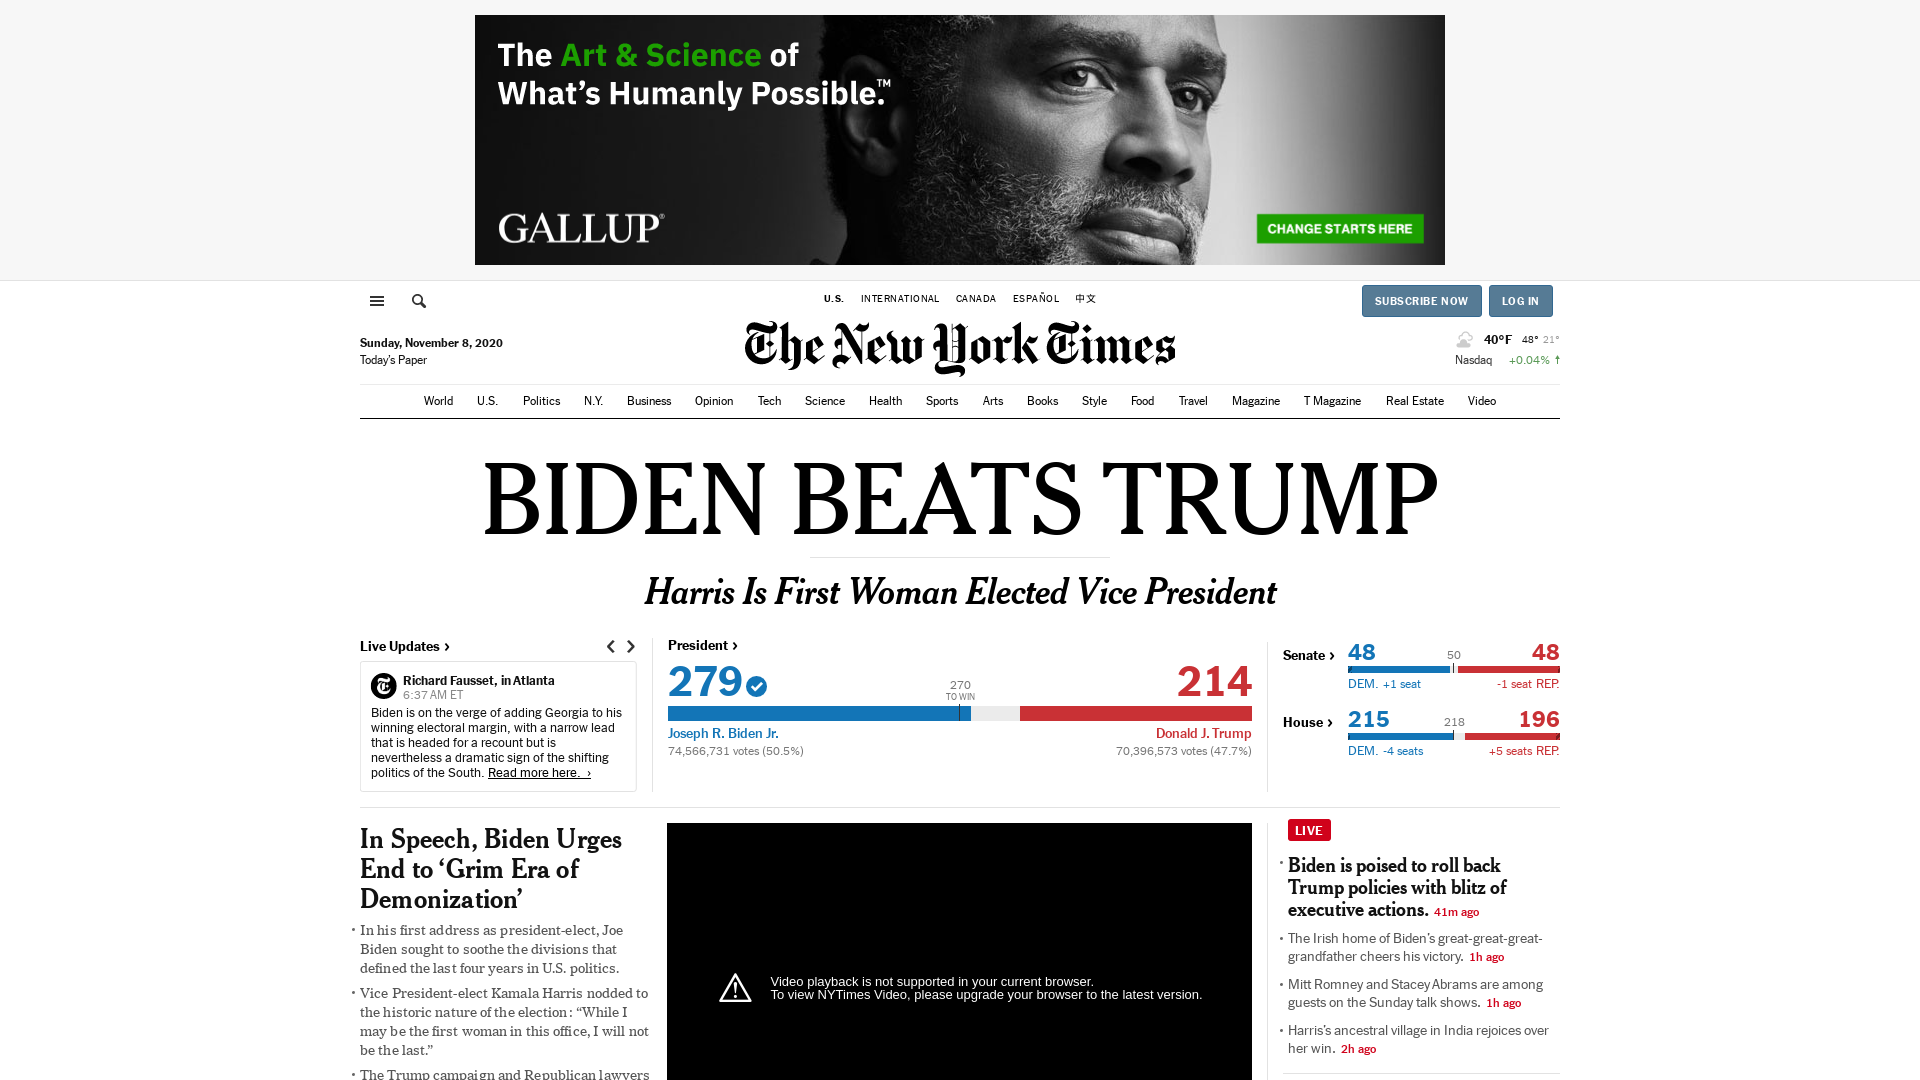 The Art & Science of
What's Humanly Possible.™
GALLUP®
CHANGE STARTS HERE
U.S. INTERNATIONAL CANADA ESPAÑOL 中文
SUBSCRIBE NOW LOG IN
The New York Times
Sunday, November 8, 2020
Today's Paper
40°F 48° 21°
Nasdaq +0.04% ↑
World U.S. Politics N.Y. Business Opinion Tech Science Health Sports Arts Books Style Food Travel Magazine T Magazine Real Estate Video
BIDEN BEATS TRUMP
Harris Is First Woman Elected Vice President
Live Updates ›
Richard Fausset, in Atlanta
6:37 AM ET
Biden is on the verge of adding Georgia to his
winning electoral margin, with a narrow lead
that is headed for a recount but is
nevertheless a dramatic sign of the shifting
politics of the South. Read more here. ›
President ›
279 214
270
TO WIN
Joseph R. Biden Jr. Donald J. Trump
74,566,731 votes (50.5%) 70,396,573 votes (47.7%)
Senate › 48 50 48
DEM. +1 seat -1 seat REP.
House › 215 218 196
DEM. -4 seats +5 seats REP.
In Speech, Biden Urges
End to ‘Grim Era of
Demonization’
• In his first address as president-elect, Joe
Biden sought to soothe the divisions that
defined the last four years in U.S. politics.
• Vice President-elect Kamala Harris nodded to
the historic nature of the election: “While I
may be the first woman in this office, I will not
be the last.”
• The Trump campaign and Republican lawyers
Video playback is not supported in your current browser.
To view NYTimes Video, please upgrade your browser to the latest version.
LIVE
• Biden is poised to roll back
Trump policies with blitz of
executive actions. 41m ago
• The Irish home of Biden’s great-great-great-
grandfather cheers his victory. 1h ago
• Mitt Romney and Stacey Abrams are among
guests on the Sunday talk shows. 1h ago
• Harris’s ancestral village in India rejoices over
her win. 2h ago